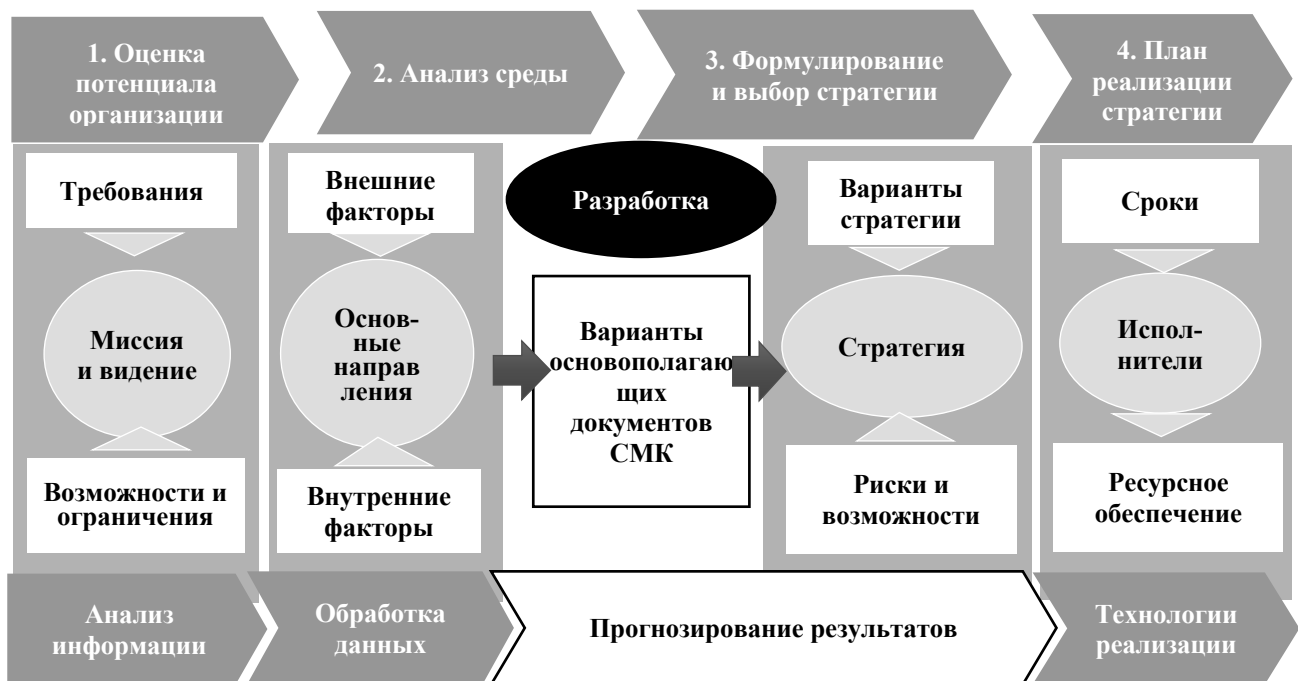 1. Оценка
потенциала
организации
2. Анализ среды
3. Формулирование
и выбор стратегии
4. План
реализации
стратегии
Требования
Миссия
и видение
Возможности и
ограничения
Внешние
факторы
Основ-
ные
направ
ления
Внутренние
факторы
Разработка
Варианты
основополагаю
щих
документов
СМК
Варианты
стратегии
Стратегия
Риски и
возможности
Сроки
Испол-
нители
Ресурсное
обеспечение
Анализ
информации
Обработка
данных
Прогнозирование результатов
Технологии
реализации